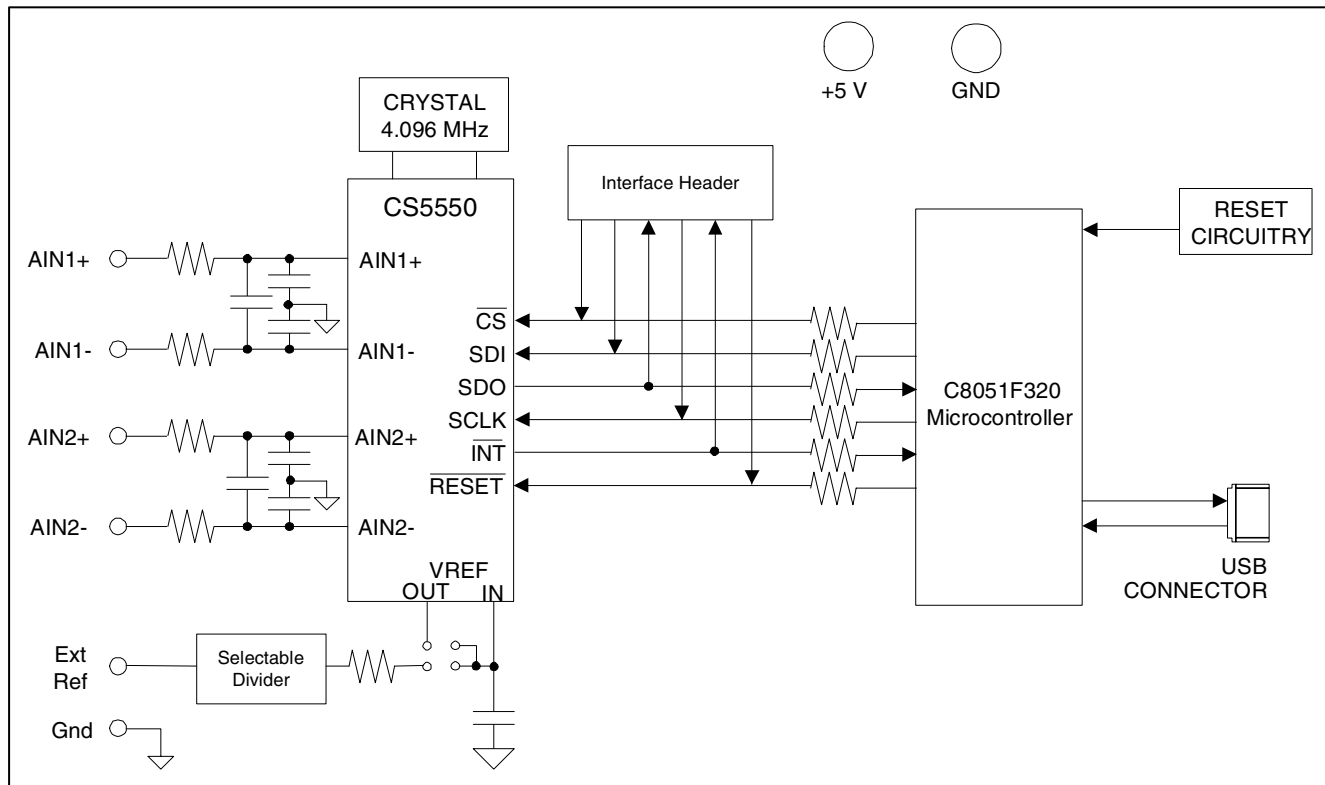 +5 V
GND
CRYSTAL
4.096 MHz
Interface Header
CS5550
RESET
CIRCUITRY
AIN1+
AIN1+
CS
AIN1-
AIN1-
SDI
SDO
C8051F320
Microcontroller
SCLK
AIN2+
AIN2+
INT
RESET
AIN2-
AIN2-
VREF
OUT
IN
USB
CONNECTOR
Ext
Ref
Selectable
Divider
Gnd